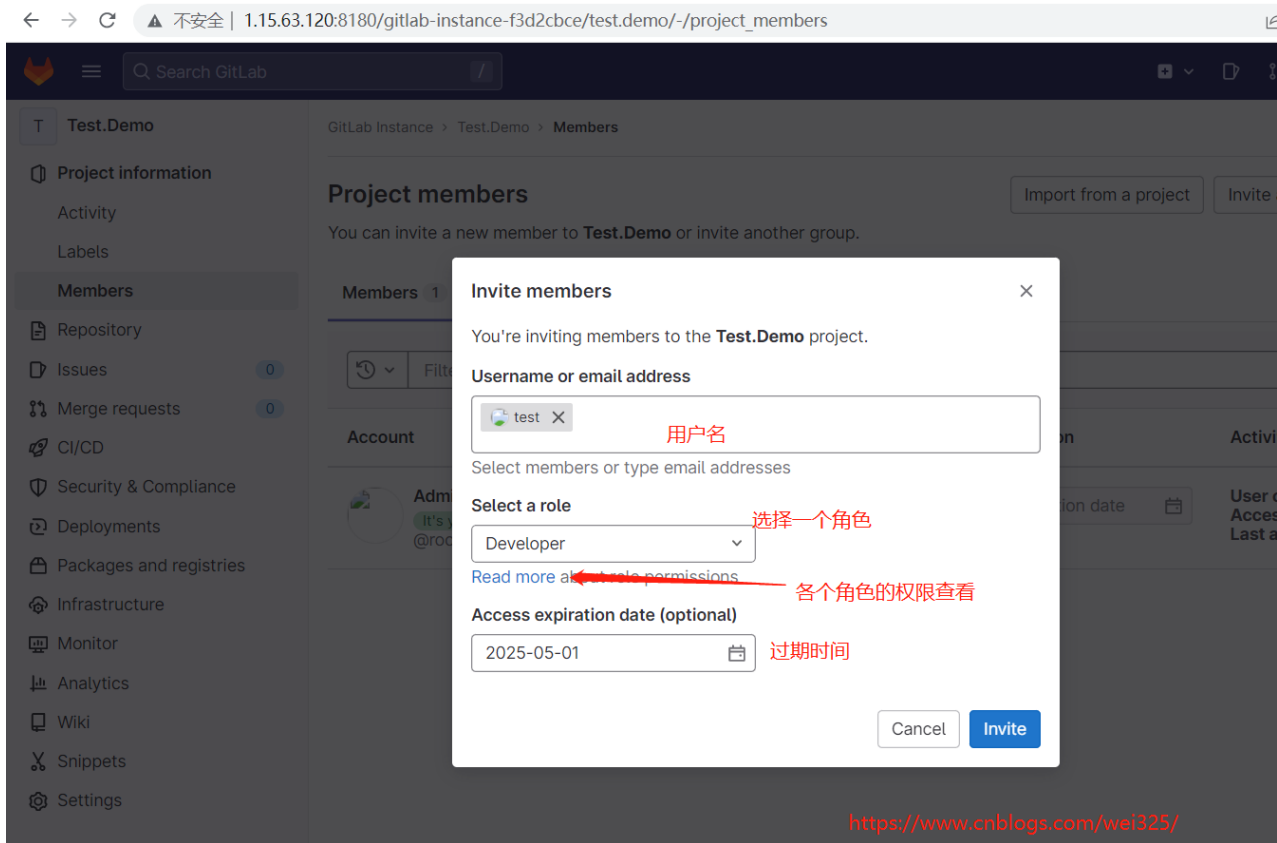 不安全 | 1.15.63.120:8180/gitlab-instance-f3d2cbce/test.demo/-/project_members
Search GitLab /
T Test.Demo
GitLab Instance > Test.Demo > Members
Project information
Activity
Labels
Members
Repository
Issues 0
Merge requests 0
CI/CD
Security & Compliance
Deployments
Packages and registries
Infrastructure
Monitor
Analytics
Wiki
Snippets
Settings
Project members
Import from a project
Invite
You can invite a new member to Test.Demo or invite another group.
Members 1
Account
Invite members
You're inviting members to the Test.Demo project.
Username or email address
test
用户名
Select members or type email addresses
Select a role
选择一个角色
Developer
Read more about role permissions
各个角色的权限查看
Access expiration date (optional)
2025-05-01
过期时间
Cancel
Invite
https://www.cnblogs.com/wei325/